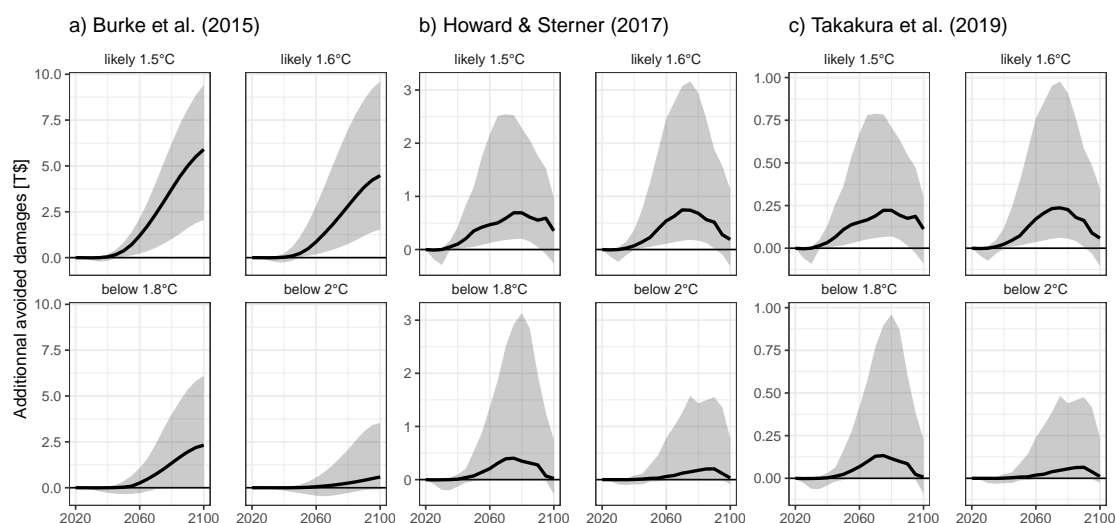 a) Burke et al. (2015) b) Howard & Sterner (2017) c) Takakura et al. (2019)
likely 1.5°C likely 1.6°C likely 1.5°C likely 1.6°C likely 1.5°C likely 1.6°C
10.0 3 1.00
7.5 0.75
5.0 2 0.50
2.5 1 0.25
0.0 0 0.00
below 1.8°C below 2°C below 1.8°C below 2°C below 1.8°C below 2°C
10.0 3 1.00
7.5 0.75
5.0 2 0.50
2.5 1 0.25
0.0 0 0.00
2020 2060 2100 2020 2060 2100 2020 2060 2100 2020 2060 2100 2020 2060 2100 2020 2060 2100
Additionnal avoided damages [T$]